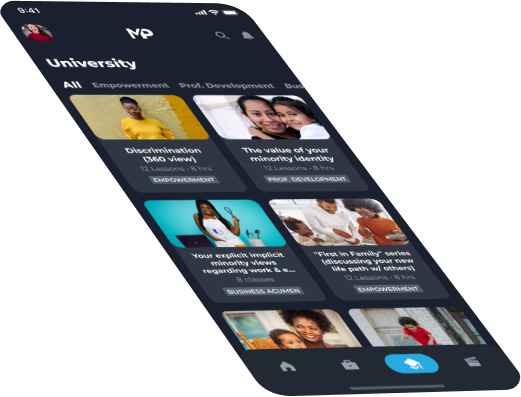 9:41
MP
University
All Empowerment Prof. Development Bus
Discrimination
(360 view)
12 Lessons · 8 hrs
EMPOWERMENT
The value of your
minority identity
12 Lessons · 8 hrs
PROF. DEVELOPMENT
Your explicit implicit
minority views
regarding work & e...
8 classes
BUSINESS ACUMEN
"First in Family" series
(discussing your new
life path w/ others)
12 Lessons · 8 hrs
EMPOWERMENT